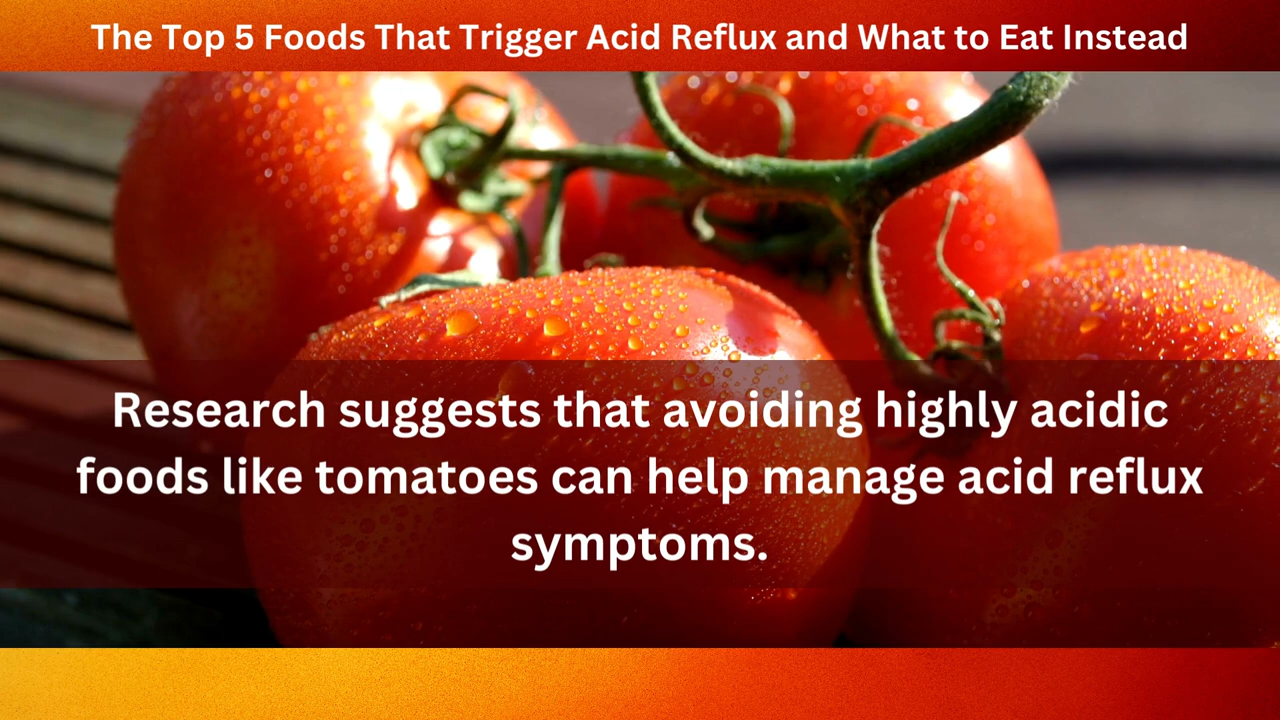 The Top 5 Foods That Trigger Acid Reflux and What to Eat Instead
Research suggests that avoiding highly acidic
foods like tomatoes can help manage acid reflux
symptoms.